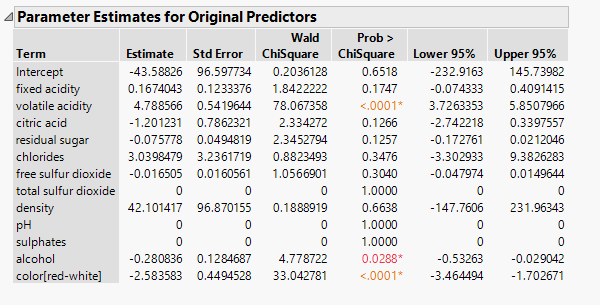 Parameter Estimates for Original Predictors
Wald Prob >
Term Estimate Std Error ChiSquare ChiSquare Lower 95% Upper 95%
Intercept -43.58826 96.597734 0.2036128 0.6518 -232.9163 145.73982
fixed acidity 0.1674043 0.1233376 1.8422222 0.1747 -0.074333 0.4091415
volatile acidity 4.788566 0.5419644 78.067358 <.0001* 3.7263353 5.8507966
citric acid -1.201231 0.7862321 2.334272 0.1266 -2.742218 0.3397557
residual sugar -0.075778 0.0494819 2.3452794 0.1257 -0.172761 0.0212046
chlorides 3.0398479 3.2361719 0.8823493 0.3476 -3.302933 9.3826283
free sulfur dioxide -0.016505 0.0160561 1.0566901 0.3040 -0.047974 0.0149644
total sulfur dioxide 0 0 0 1.0000 0 0
density 42.101417 96.870155 0.1888919 0.6638 -147.7606 231.96343
pH 0 0 0 1.0000 0 0
sulphates 0 0 0 1.0000 0 0
alcohol -0.280836 0.1284687 4.778722 0.0288* -0.53263 -0.029042
color[red-white] -2.583583 0.4494528 33.042781 <.0001* -3.464494 -1.702671